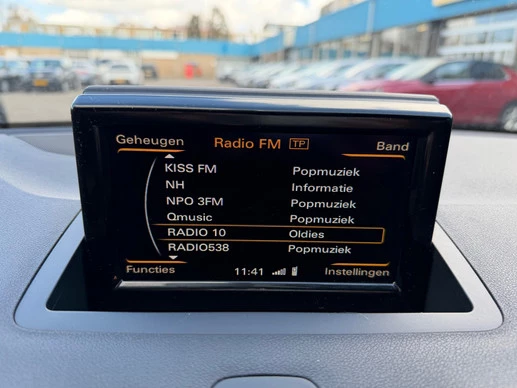 Geheugen Radio FM TP Band
KISS FM Popmuziek
NH Informatie
NPO 3FM Popmuziek
Qmusic Popmuziek
RADIO 10 Oldies
RADIO538 Popmuziek
Functies 11:41 Instellingen